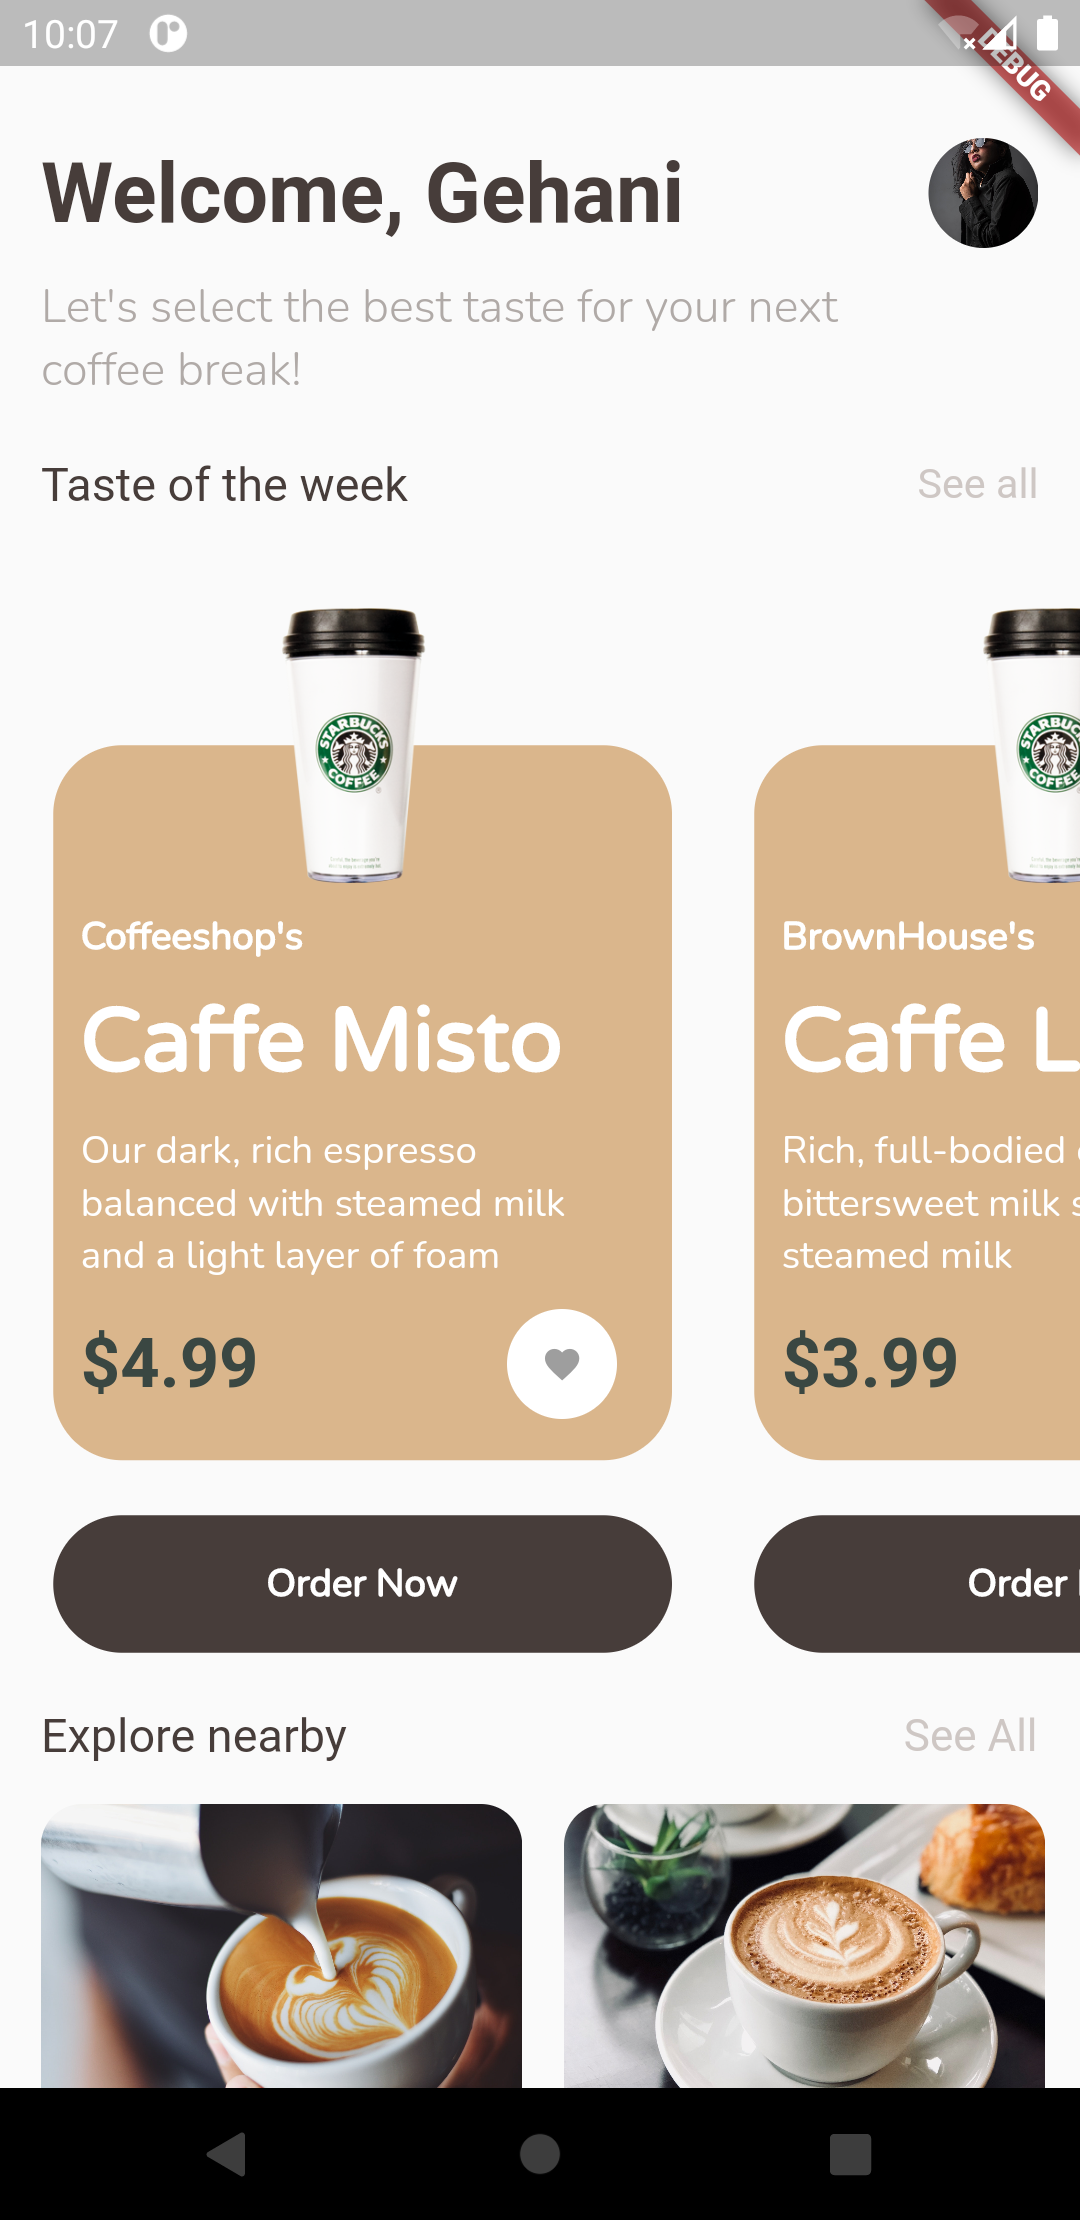 10:07
DEBUG
Welcome, Gehani
Let's select the best taste for your next
coffee break!
Taste of the week
See all
STARBUCKS
COFFEE
STARBUCKS
COFFEE
Coffeeshop's
Caffe Misto
Our dark, rich espresso
balanced with steamed milk
and a light layer of foam
$4.99
BrownHouse's
Caffe L
Rich, full-bodied
bittersweet milk s
steamed milk
$3.99
Order Now
Order
Explore nearby
See All